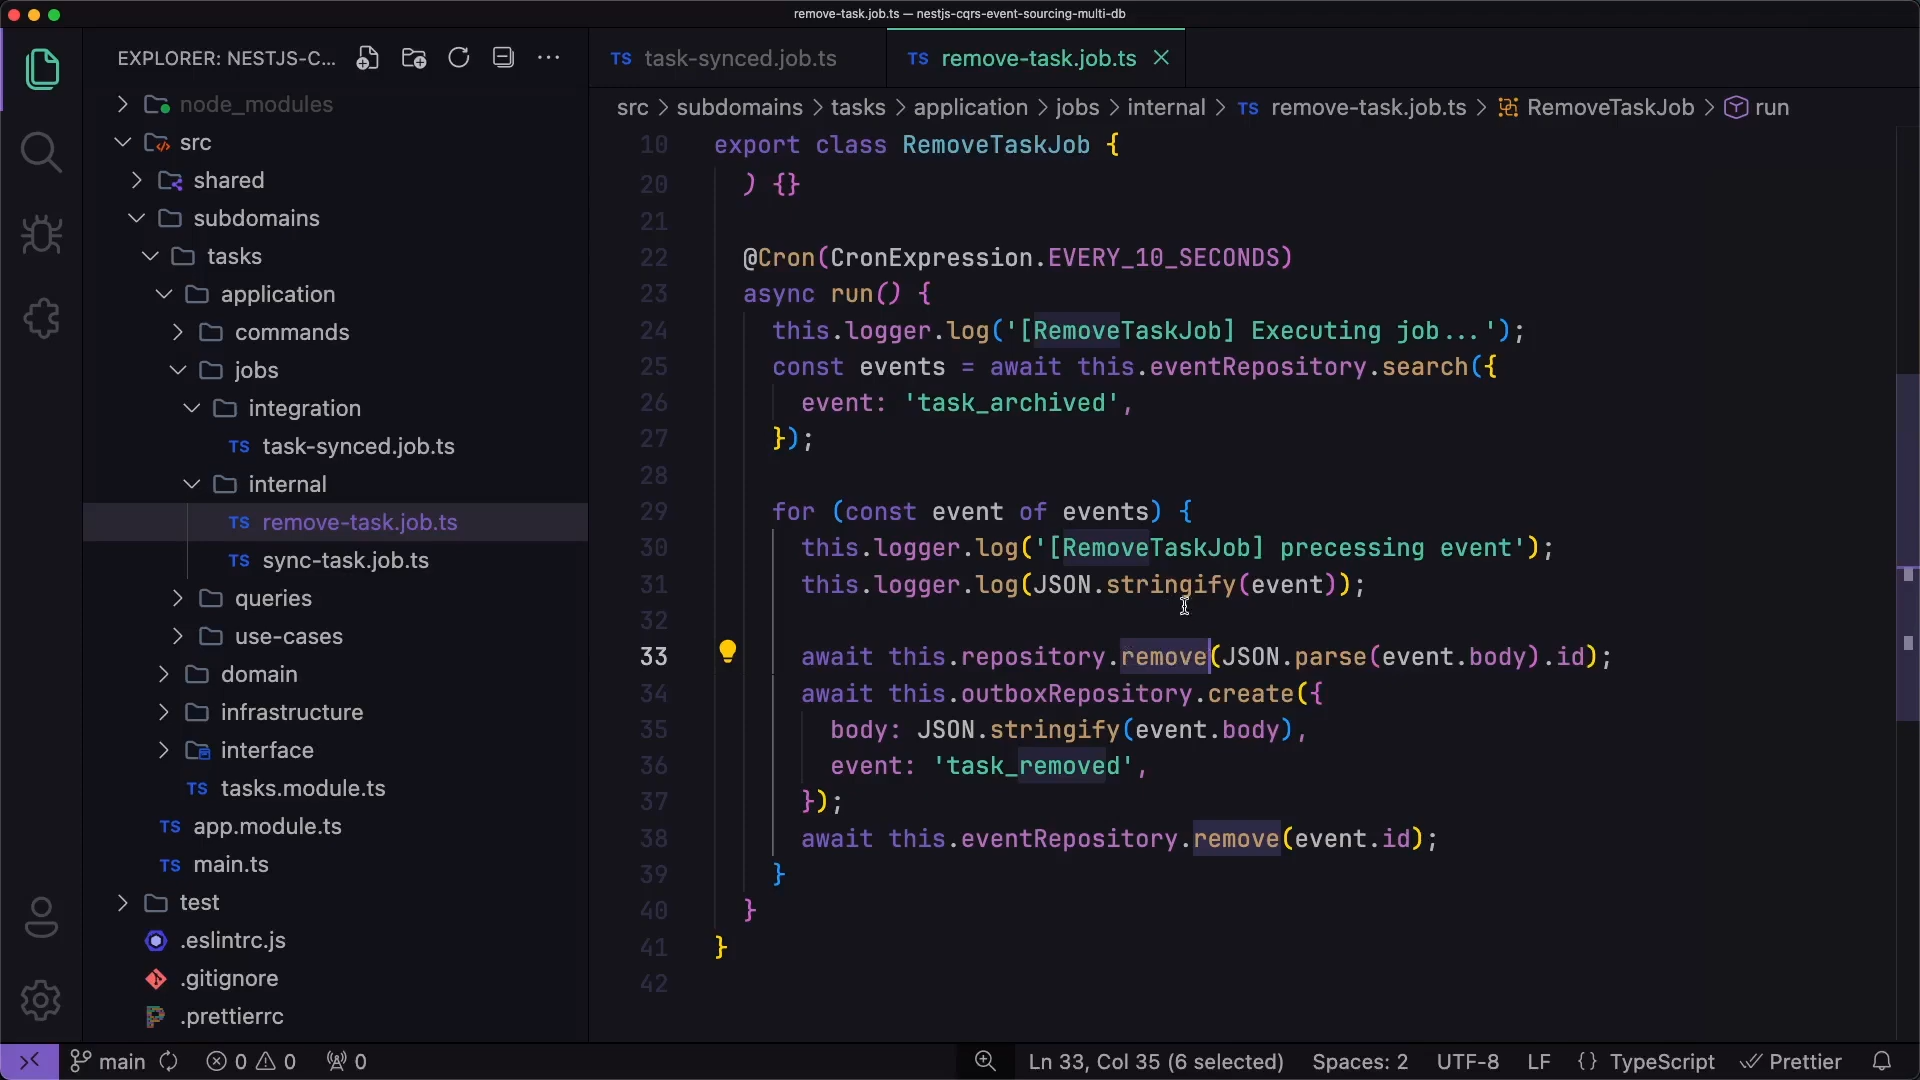 remove-task.job.ts — nestjs-cqrs-event-sourcing-multi-db
EXPLORER: NESTJS-C...
node_modules
src
shared
subdomains
tasks
application
commands
jobs
integration
TS task-synced.job.ts
internal
TS remove-task.job.ts
TS sync-task.job.ts
queries
use-cases
domain
infrastructure
interface
TS tasks.module.ts
TS app.module.ts
TS main.ts
test
.eslintrc.js
.gitignore
.prettierrc
TS task-synced.job.ts
TS remove-task.job.ts
src > subdomains > tasks > application > jobs > internal > TS remove-task.job.ts > RemoveTaskJob > run
10 export class RemoveTaskJob {
20 ) {}
21
22 @Cron(CronExpression.EVERY_10_SECONDS)
23 async run() {
24 this.logger.log('[RemoveTaskJob] Executing job...');
25 const events = await this.eventRepository.search({
26 event: 'task_archived',
27 });
28
29 for (const event of events) {
30 this.logger.log('[RemoveTaskJob] precessing event');
31 this.logger.log(JSON.stringify(event));
32
33 await this.repository.remove(JSON.parse(event.body).id);
34 await this.outboxRepository.create({
35 body: JSON.stringify(event.body),
36 event: 'task_removed',
37 });
38 await this.eventRepository.remove(event.id);
39 }
40 }
41 }
42
main 0 0 0 Ln 33, Col 35 (6 selected) Spaces: 2 UTF-8 LF {} TypeScript Prettier